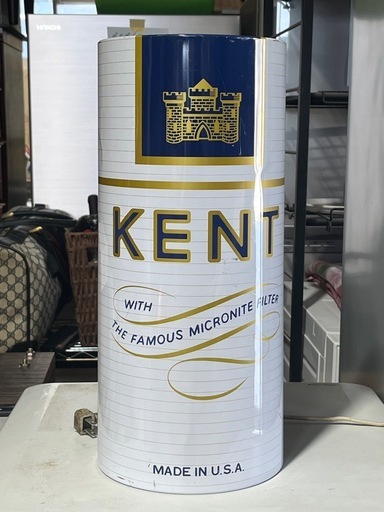 KENT
WITH
THE FAMOUS MICRONITE FILTER
MADE IN U.S.A.